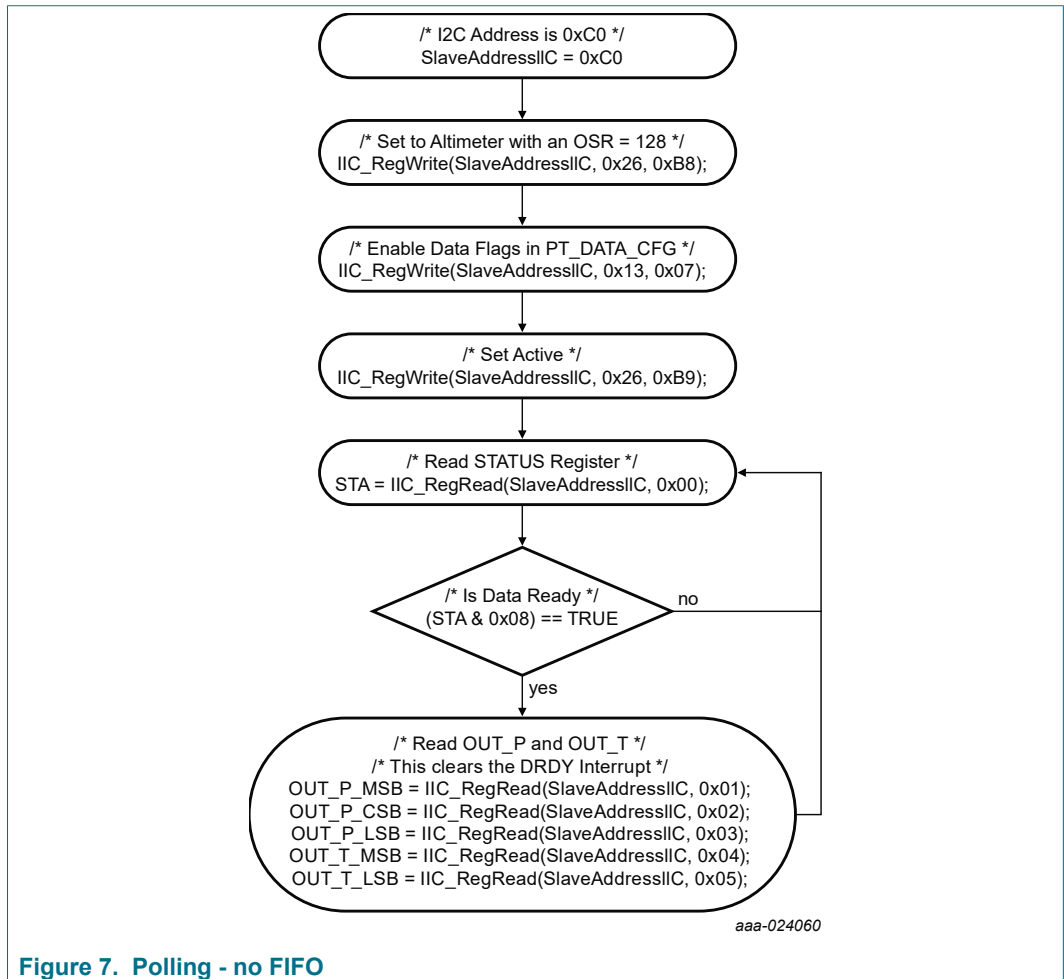 /* I2C Address is 0xC0 */
SlaveAddressIIC = 0xC0
/* Set to Altimeter with an OSR = 128 */
IIC_RegWrite(SlaveAddressIIC, 0x26, 0xB8);
/* Enable Data Flags in PT_DATA_CFG */
IIC_RegWrite(SlaveAddressIIC, 0x13, 0x07);
/* Set Active */
IIC_RegWrite(SlaveAddressIIC, 0x26, 0xB9);
/* Read STATUS Register */
STA = IIC_RegRead(SlaveAddressIIC, 0x00);
/* Is Data Ready */
(STA & 0x08) == TRUE
no
yes
/* Read OUT_P and OUT_T */
/* This clears the DRDY Interrupt */
OUT_P_MSB = IIC_RegRead(SlaveAddressIIC, 0x01);
OUT_P_CSB = IIC_RegRead(SlaveAddressIIC, 0x02);
OUT_P_LSB = IIC_RegRead(SlaveAddressIIC, 0x03);
OUT_T_MSB = IIC_RegRead(SlaveAddressIIC, 0x04);
OUT_T_LSB = IIC_RegRead(SlaveAddressIIC, 0x05);
aaa-024060
Figure 7. Polling - no FIFO